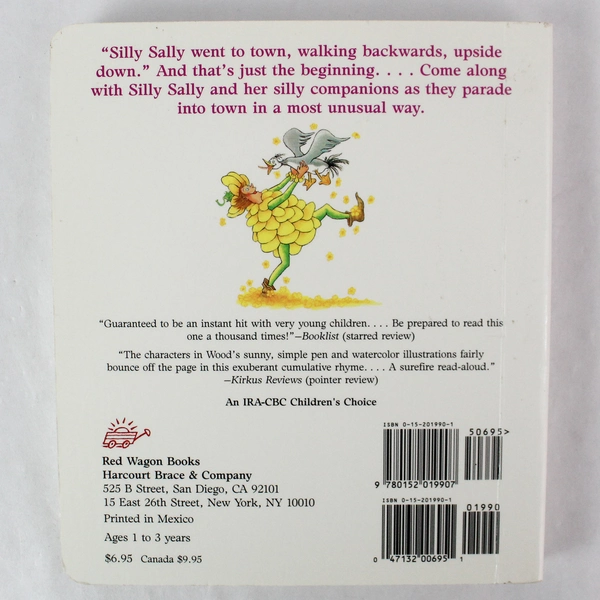 “Silly Sally went to town, walking backwards, upside
down.” And that’s just the beginning. . . . Come along
with Silly Sally and her silly companions as they parade
into town in a most unusual way.
“Guaranteed to be an instant hit with very young children. . . . Be prepared to read this
one a thousand times!”—Booklist (starred review)
“The characters in Wood’s sunny, simple pen and watercolor illustrations fairly
bounce off the page in this exuberant cumulative rhyme. . . . A surefire read-aloud.”
—Kirkus Reviews (pointer review)
An IRA-CBC Children’s Choice
Red Wagon Books
Harcourt Brace & Company
525 B Street, San Diego, CA 92101
15 East 26th Street, New York, NY 10010
Printed in Mexico
Ages 1 to 3 years
$6.95 Canada $9.95
ISBN 0-15-201990-1
50695>
9 780152 019907
ISBN 0-15-201990-1
01990
0 47132 00695 1